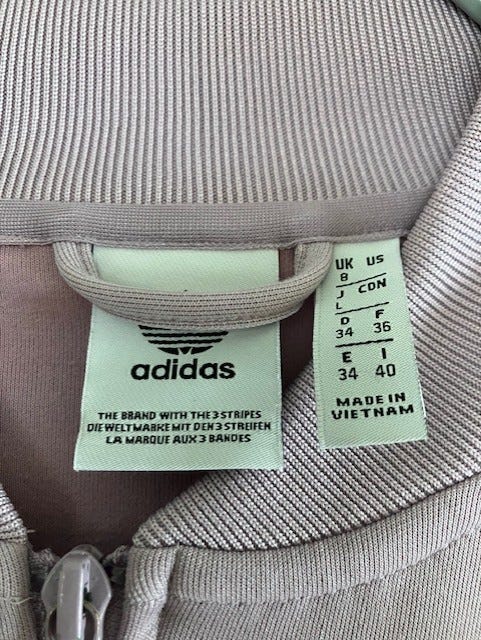 adidas
THE BRAND WITH THE 3 STRIPES
DIE WELTMARKE MIT DEN 3 STREIFEN
LA MARQUE AUX 3 BANDES
UK US
8
J CDN
L
D F
34 36
E I
34 40
MADE IN
VIETNAM